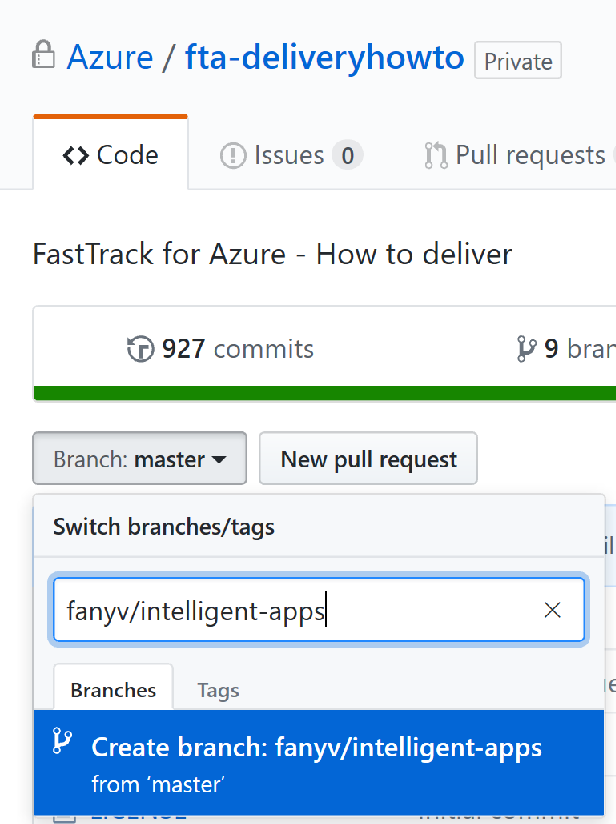 Azure / fta-deliveryhowto Private
Code Issues 0 Pull requests
FastTrack for Azure - How to deliver
927 commits 9
Branch: master New pull request
Switch branches/tags
fanyv/intelligent-apps
Branches Tags
Create branch: fanyv/intelligent-apps
from ‘master’